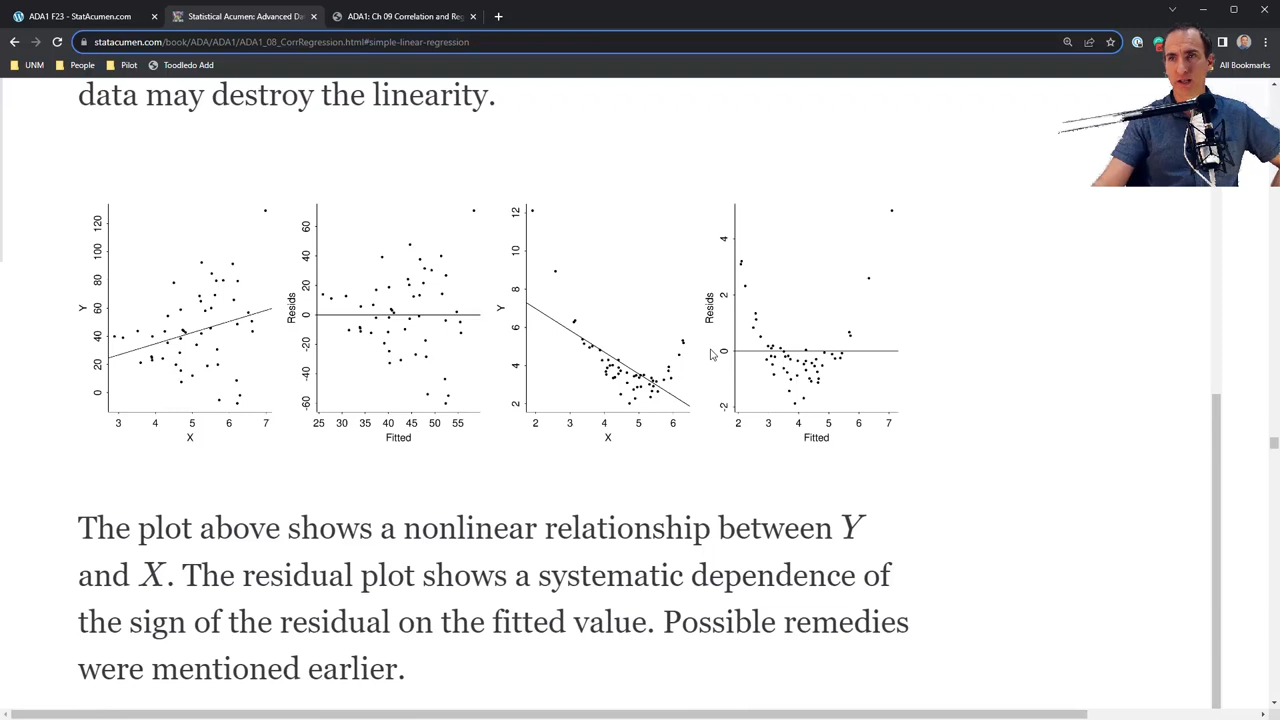 ADA1 F23 - StatAcumen.com
Statistical Acumen: Advanced Da
ADA1: Ch 09 Correlation and Reg
statacumen.com/book/ADA/ADA1/ADA1_08_CorrRegression.html#simple-linear-regression
UNM
People
Pilot
Toodledo Add
All Bookmarks
data may destroy the linearity.
Y
0 20 40 60 80 100 120
3 4 5 6 7
X
Resids
-60 -40 -20 0 20 40 60
25 30 35 40 45 50 55
Fitted
Y
2 4 6 8 10 12
2 3 4 5 6
X
Resids
-2 0 2 4
2 3 4 5 6 7
Fitted
The plot above shows a nonlinear relationship between Y
and X. The residual plot shows a systematic dependence of
the sign of the residual on the fitted value. Possible remedies
were mentioned earlier.